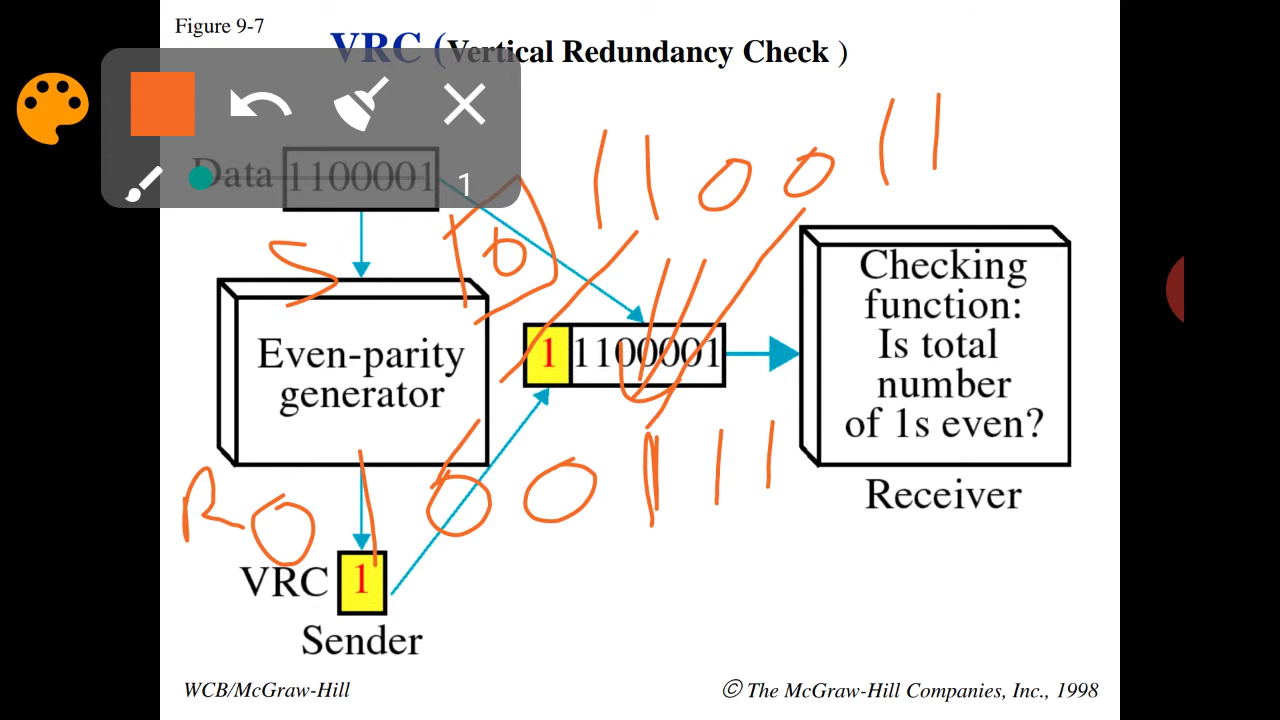 Figure 9-7
VRC (Vertical Redundancy Check )
Data 1100001
1
1 1 0 0 1 1
S
0
Even-parity
generator
1 1100001
Checking
function:
Is total
number
of 1s even?
Receiver
R 0 1 0 0 1 1 1
VRC 1
Sender
WCB/McGraw-Hill
© The McGraw-Hill Companies, Inc., 1998